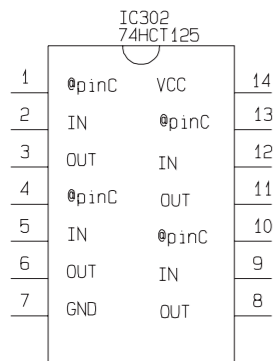 IC302
74HCT125
1 @pinC VCC 14
2 IN @pinC 13
3 OUT IN 12
4 @pinC OUT 11
5 IN @pinC 10
6 OUT IN 9
7 GND OUT 8